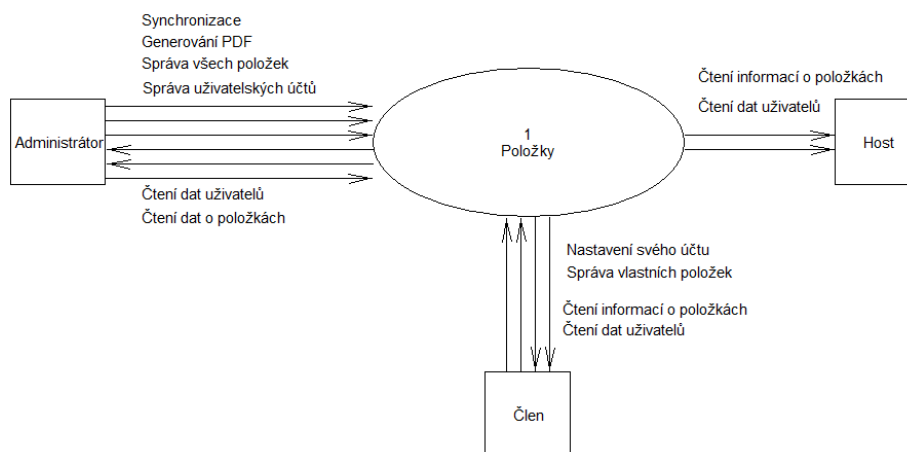 Synchronizace
Generování PDF
Správa všech položek
Správa uživatelských účtů
Administrátor
Čtení dat uživatelů
Čtení dat o položkách
1
Položky
Čtení informací o položkách
Čtení dat uživatelů
Host
Nastavení svého účtu
Správa vlastních položek
Čtení informací o položkách
Čtení dat uživatelů
Člen